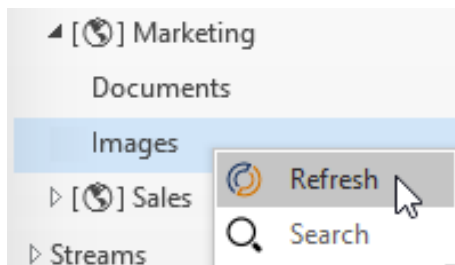 [] Marketing
Documents
Images
Refresh
[] Sales
Search
Streams